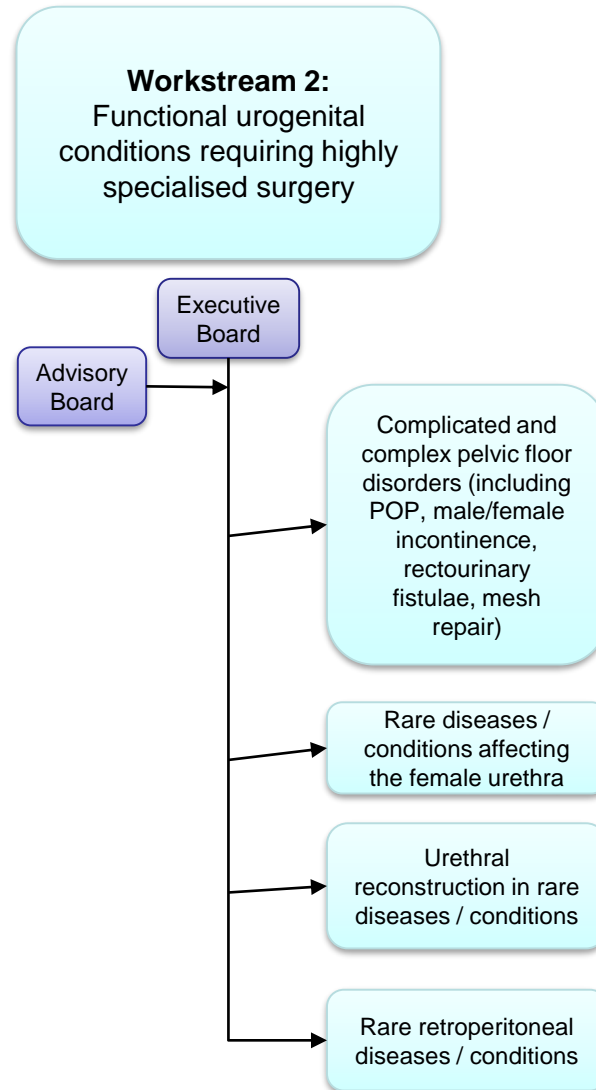 Workstream 2:
Functional urogenital
conditions requiring highly
specialised surgery
Executive
Board
Advisory
Board
Complicated and
complex pelvic floor
disorders (including
POP, male/female
incontinence,
rectourinary
fistulae, mesh
repair)
Rare diseases /
conditions affecting
the female urethra
Urethral
reconstruction in rare
diseases / conditions
Rare retroperitoneal
diseases / conditions